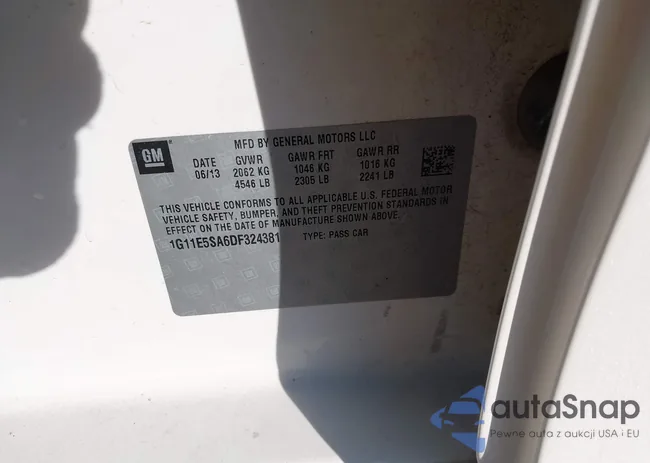 GM
MFD BY GENERAL MOTORS LLC
DATE GVWR GAWR FRT GAWR RR
06/13 2062 KG 1046 KG 1016 KG
4546 LB 2305 LB 2241 LB
THIS VEHICLE CONFORMS TO ALL APPLICABLE U.S. FEDERAL MOTOR
VEHICLE SAFETY, BUMPER, AND THEFT PREVENTION STANDARDS IN
EFFECT ON THE DATE OF MANUFACTURE SHOWN ABOVE.
1G11E5SA6DF324381 TYPE: PASS CAR
autoSnap
Pewne auta z aukcji USA i EU